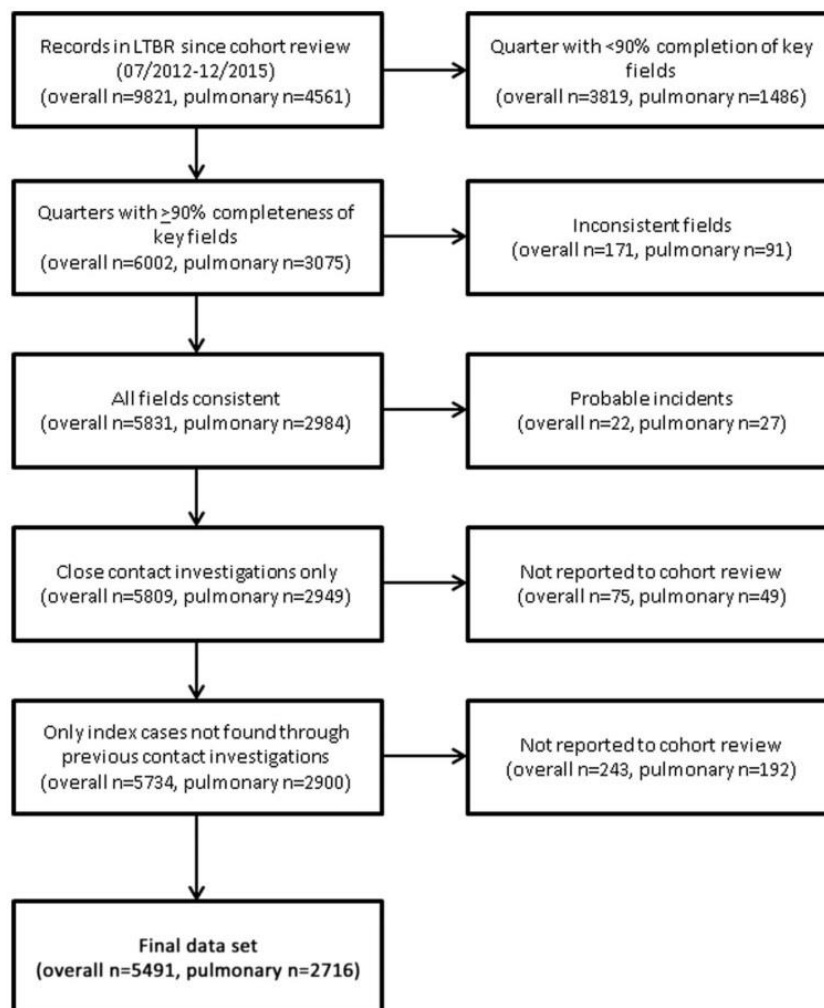 Records in LTBR since cohort review
(07/2012-12/2015)
(overall n=9821, pulmonary n=4561)
Quarter with <90% completion of key
fields
(overall n=3819, pulmonary n=1486)
Quarters with ≥90% completeness of
key fields
(overall n=6002, pulmonary n=3075)
Inconsistent fields
(overall n=171, pulmonary n=91)
All fields consistent
(overall n=5831, pulmonary n=2984)
Probable incidents
(overall n=22, pulmonary n=27)
Close contact investigations only
(overall n=5809, pulmonary n=2949)
Not reported to cohort review
(overall n=75, pulmonary n=49)
Only index cases not found through
previous contact investigations
(overall n=5734, pulmonary n=2900)
Not reported to cohort review
(overall n=243, pulmonary n=192)
Final data set
(overall n=5491, pulmonary n=2716)